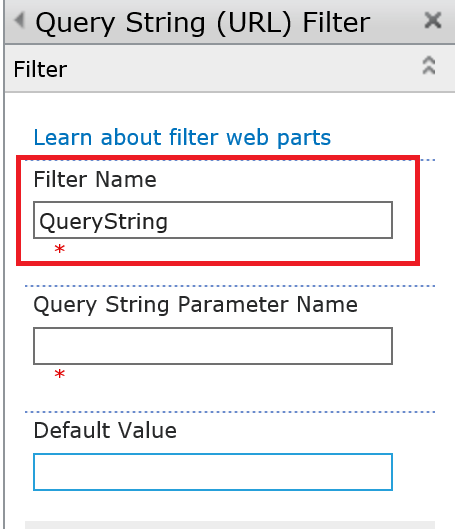 Query String (URL) Filter
Filter
Learn about filter web parts
Filter Name
QueryString
*
Query String Parameter Name
*
Default Value